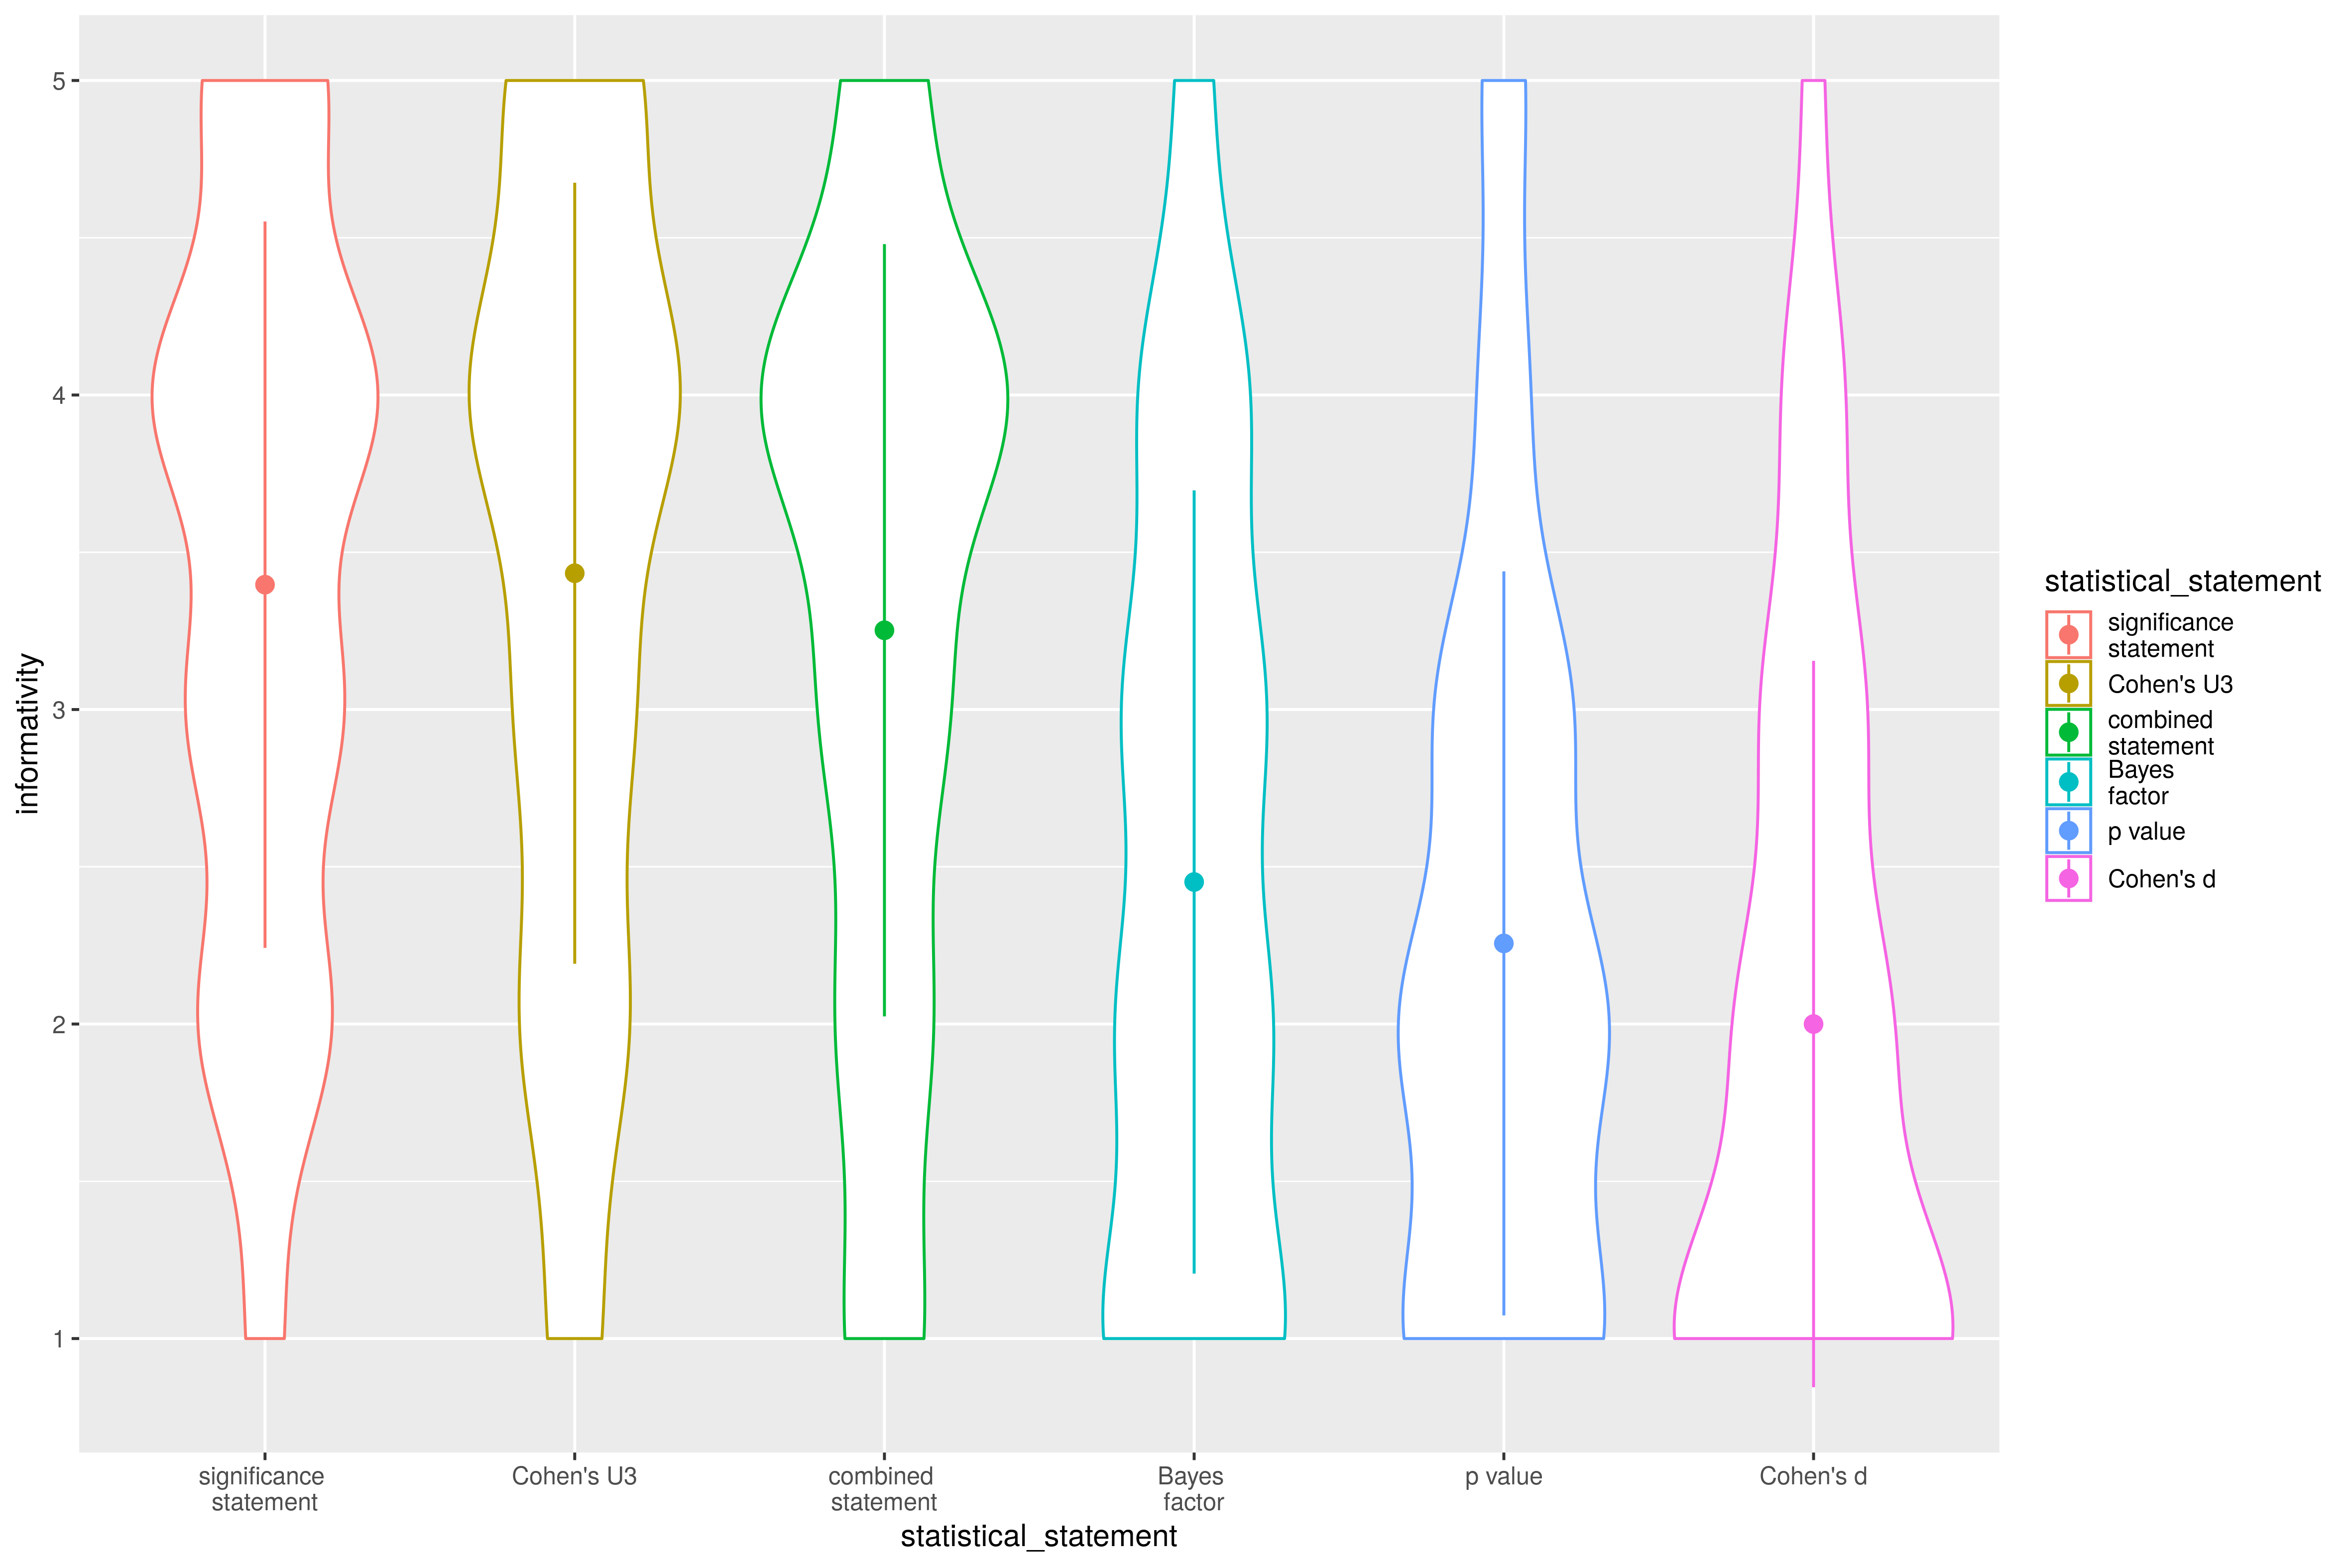 informativity
5
4
3
2
1
significance
statement
Cohen's U3
combined
statement
Bayes
factor
p value
Cohen's d
statistical_statement
statistical_statement
significance
statement
Cohen's U3
combined
statement
Bayes
factor
p value
Cohen's d